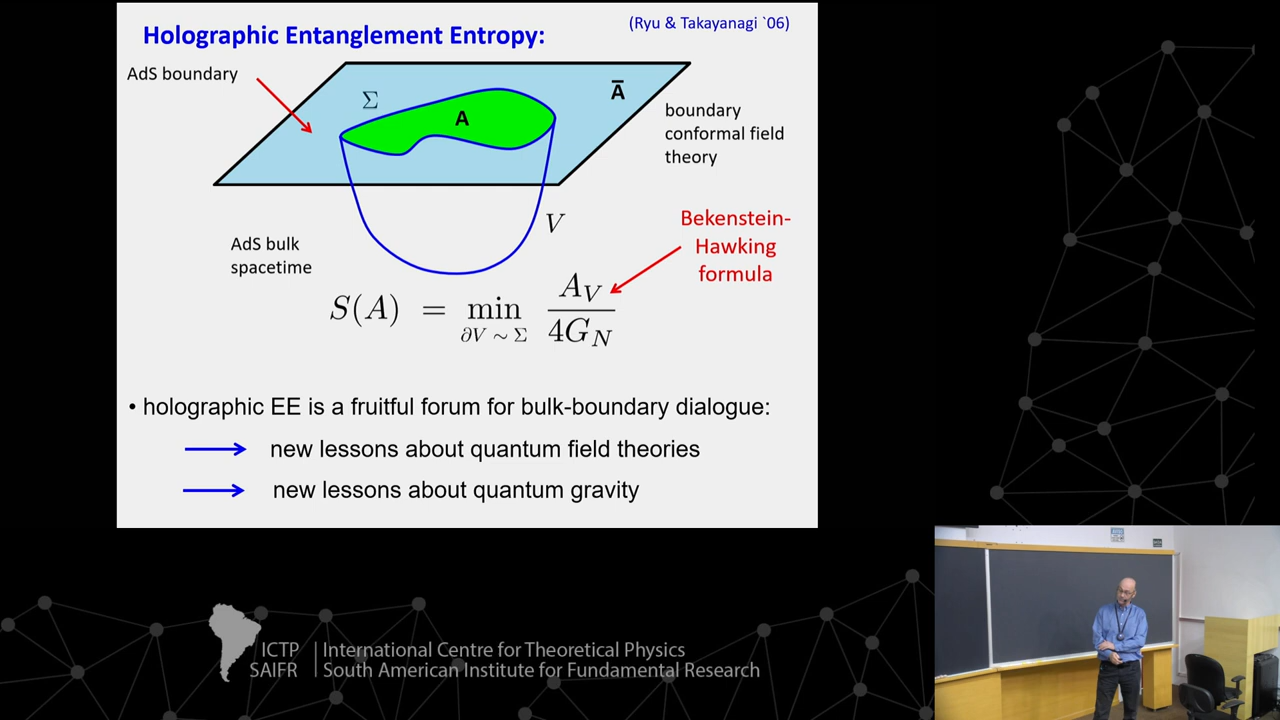 Holographic Entanglement Entropy:
(Ryu & Takayanagi `06)
AdS boundary
Σ
A
Ā
boundary
conformal field
theory
V
AdS bulk
spacetime
Bekenstein-
Hawking
formula
S(A) = min_{∂V ~ Σ} A_V / 4G_N
• holographic EE is a fruitful forum for bulk-boundary dialogue:
new lessons about quantum field theories
new lessons about quantum gravity
ICTP
SAIFR
International Centre for Theoretical Physics
South American Institute for Fundamental Research